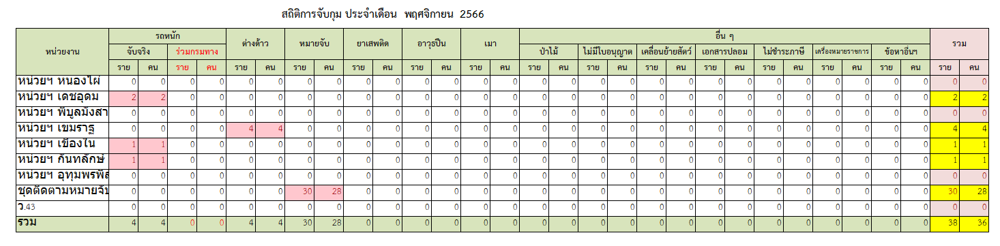 สถิติการจับกุม ประจำเดือน พฤศจิกายน 2566
หน่วยงาน รถหนัก ต่างด้าว หมายจับ ยาเสพติด อาวุธปืน เมา อื่น ๆ รวม
จับจริง ร่วมกรมทาง ป่าไม้ ไม่มีใบอนุญาต เคลื่อนย้ายสัตว์ เอกสารปลอม ไม่ชำระภาษี เครื่องหมายราชการ ข้อหาอื่นฯ
ราย คน ราย คน ราย คน ราย คน ราย คน ราย คน ราย คน ราย คน ราย คน ราย คน ราย คน ราย คน ราย คน ราย คน ราย คน
หน่วยฯ หนองไผ่ 0 0 0 0 0 0 0 0 0 0 0 0 0 0 0 0 0 0 0 0 0 0 0 0 0 0 0 0 0 0
หน่วยฯ เดชอุดม 2 2 0 0 0 0 0 0 0 0 0 0 0 0 0 0 0 0 0 0 0 0 0 0 0 0 0 0 2 2
หน่วยฯ พิบูลมังสา 0 0 0 0 0 0 0 0 0 0 0 0 0 0 0 0 0 0 0 0 0 0 0 0 0 0 0 0 0 0
หน่วยฯ เขมราฐ 0 0 0 0 4 4 0 0 0 0 0 0 0 0 0 0 0 0 0 0 0 0 0 0 0 0 0 0 4 4
หน่วยฯ เขื่องใน 1 1 0 0 0 0 0 0 0 0 0 0 0 0 0 0 0 0 0 0 0 0 0 0 0 0 0 0 1 1
หน่วยฯ กันทลักษ์ 1 1 0 0 0 0 0 0 0 0 0 0 0 0 0 0 0 0 0 0 0 0 0 0 0 0 0 0 1 1
หน่วยฯ อุทุมพรพิส 0 0 0 0 0 0 0 0 0 0 0 0 0 0 0 0 0 0 0 0 0 0 0 0 0 0 0 0 0 0
ชุดติดตามหมายจับ 0 0 0 0 0 0 30 28 0 0 0 0 0 0 0 0 0 0 0 0 0 0 0 0 0 0 0 0 30 28
ว.43 0 0 0 0 0 0 0 0 0 0 0 0 0 0 0 0 0 0 0 0 0 0 0 0 0 0 0 0 0 0
รวม 4 4 0 0 4 4 30 28 0 0 0 0 0 0 0 0 0 0 0 0 0 0 0 0 0 0 0 0 38 36